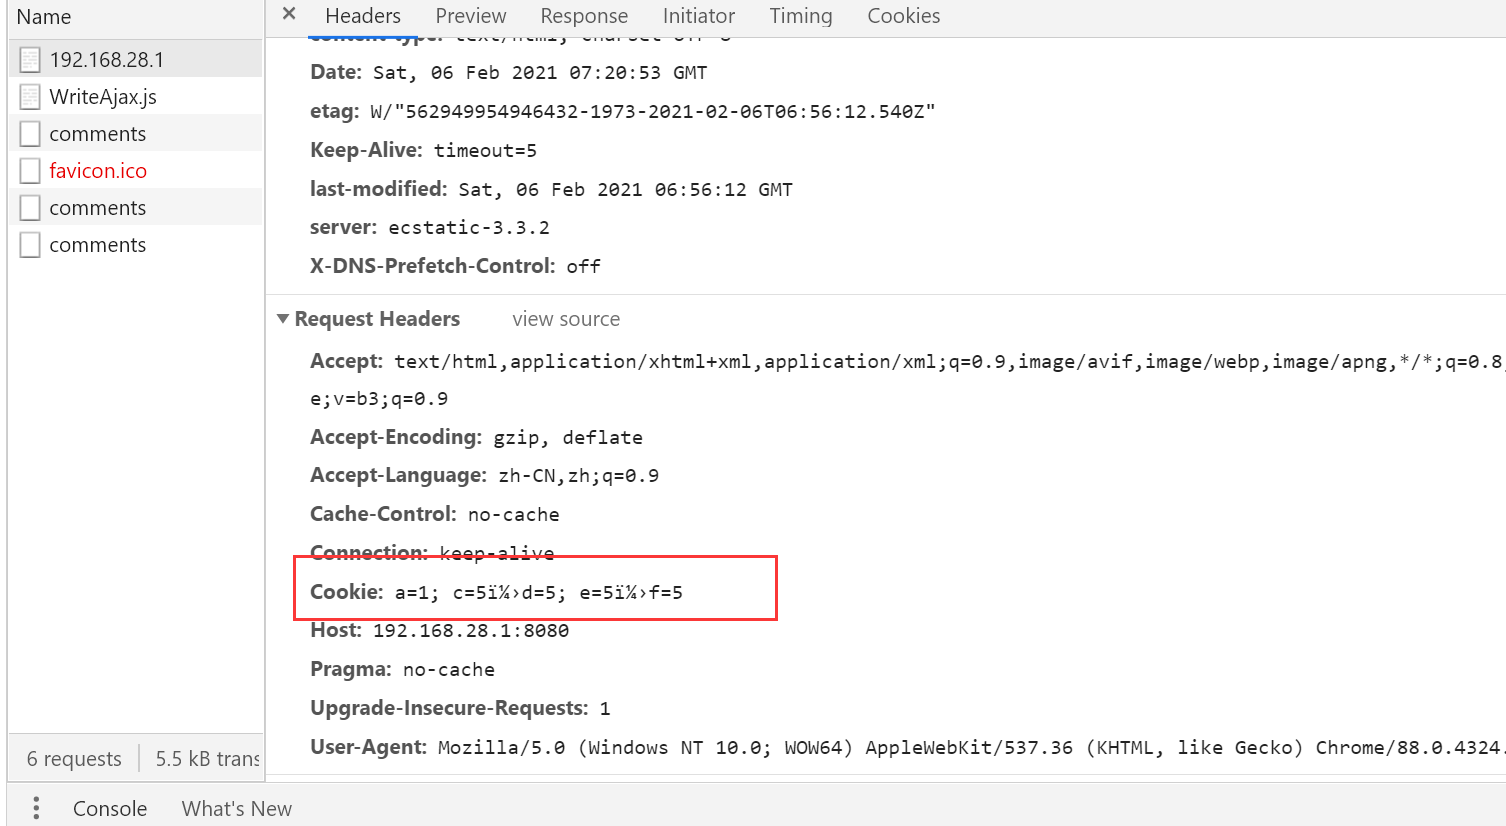 Name
Headers Preview Response Initiator Timing Cookies
192.168.28.1
WriteAjax.js
comments
favicon.ico
comments
comments
6 requests 5.5 kB trans
content-type: text/html; charset=UTF-8
Date: Sat, 06 Feb 2021 07:20:53 GMT
etag: W/"562949954946432-1973-2021-02-06T06:56:12.540Z"
Keep-Alive: timeout=5
last-modified: Sat, 06 Feb 2021 06:56:12 GMT
server: ecstatic-3.3.2
X-DNS-Prefetch-Control: off
Request Headers view source
Accept: text/html,application/xhtml+xml,application/xml;q=0.9,image/avif,image/webp,image/apng,*/*;q=0.8,
e;v=b3;q=0.9
Accept-Encoding: gzip, deflate
Accept-Language: zh-CN,zh;q=0.9
Cache-Control: no-cache
Connection: keep-alive
Cookie: a=1; c=5ï¼›d=5; e=5ï¼›f=5
Host: 192.168.28.1:8080
Pragma: no-cache
Upgrade-Insecure-Requests: 1
User-Agent: Mozilla/5.0 (Windows NT 10.0; WOW64) AppleWebKit/537.36 (KHTML, like Gecko) Chrome/88.0.4324.
Console What's New